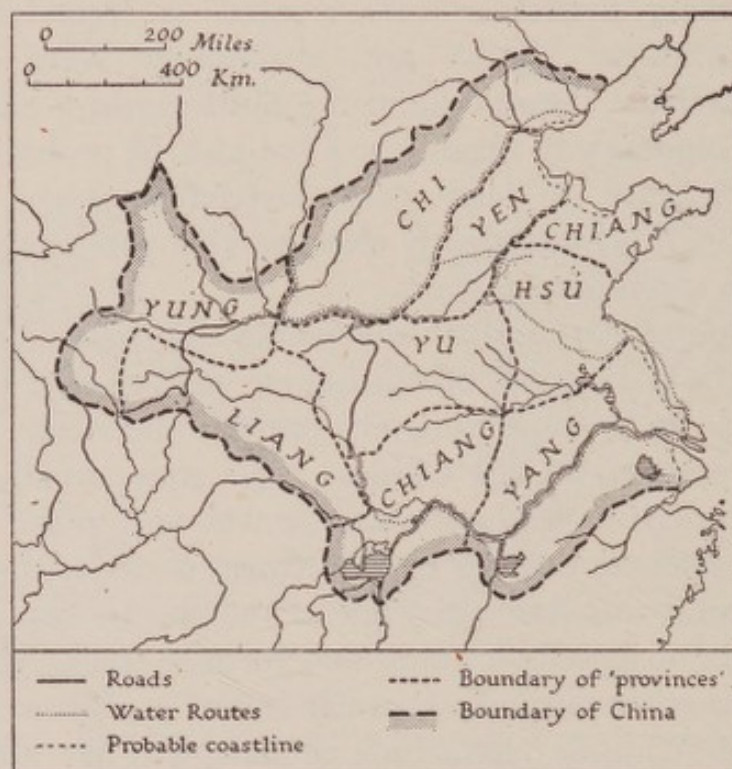 0 200 Miles
0 400 Km.
CHI
YEN
CHIANG
YUNG
HSU
YU
LIANG
CHIANG
YANG
Roads
Water Routes
Probable coastline
Boundary of 'provinces'
Boundary of China